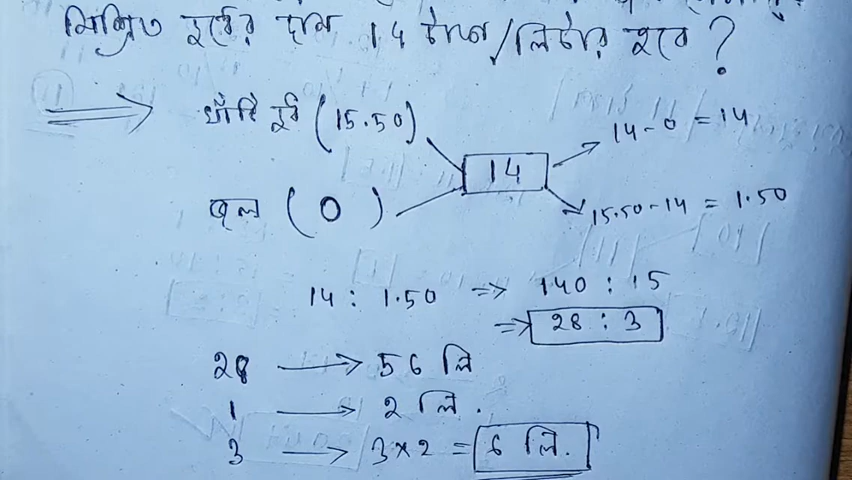 মিশ্রিত দুধের দাম 14 টাকা/লিটার হবে?
খাঁটি দুধ (15.50)
14
14-0 = 14
জল (0)
15.50-14 = 1.50
14 : 1.50 => 140 : 15
=> 28 : 3
28 → 56 লি
1 → 2 লি.
3 → 3×2 = 6 লি.